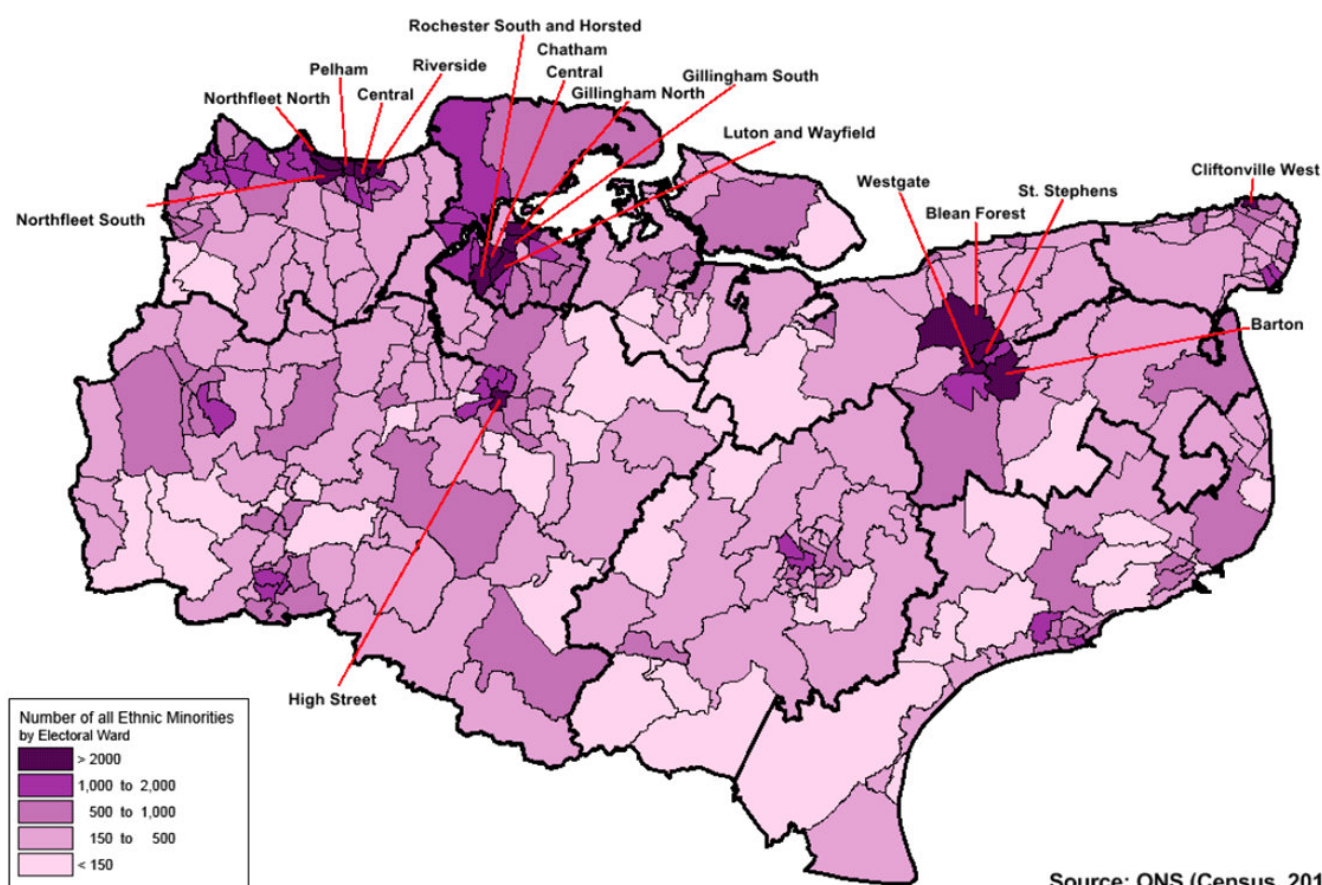 Rochester South and Horsted
Chatham
Central
Pelham
Riverside
Gillingham South
Northfleet North
Central
Gillingham North
Luton and Wayfield
Cliftonville West
Westgate
St. Stephens
Blean Forest
Northfleet South
Barton
High Street
Number of all Ethnic Minorities
by Electoral Ward
> 2000
1,000 to 2,000
500 to 1,000
150 to 500
< 150
Source: ONS (Census, 201